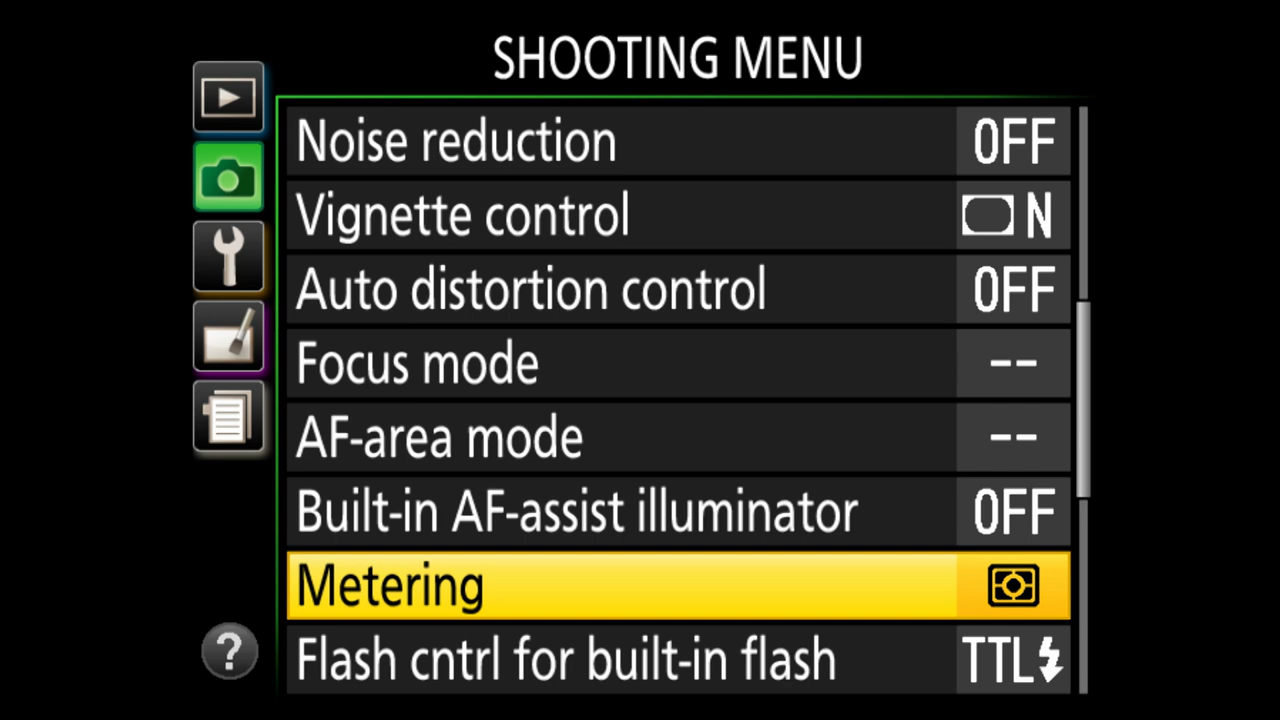 SHOOTING MENU
Noise reduction OFF
Vignette control N
Auto distortion control OFF
Focus mode --
AF-area mode --
Built-in AF-assist illuminator OFF
Metering
Flash cntrl for built-in flash TTL
?